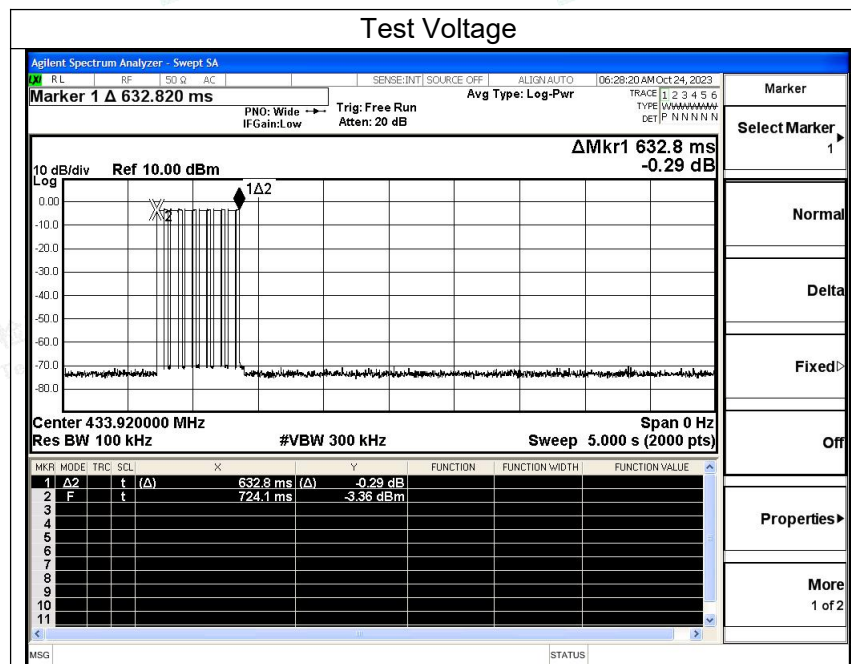 Test Voltage
Agilent Spectrum Analyzer - Swept SA
LXI RL RF 50 Ω AC SENSE:INT SOURCE OFF ALIGN AUTO 06:28:20 AM Oct 24, 2023
Marker 1 Δ 632.820 ms
PNO: Wide
IFGain:Low
Trig: Free Run
Atten: 20 dB
Avg Type: Log-Pwr
TRACE 1 2 3 4 5 6
TYPE WWWWWW
DET P N N N N N
Marker
Select Marker
1
Normal
Delta
Fixed
Off
Properties
More
1 of 2
ΔMkr1 632.8 ms
-0.29 dB
10 dB/div Ref 10.00 dBm
Log
1Δ2
2
0.00
-10.0
-20.0
-30.0
-40.0
-50.0
-60.0
-70.0
-80.0
Center 433.920000 MHz Span 0 Hz
Res BW 100 kHz #VBW 300 kHz Sweep 5.000 s (2000 pts)
MKR MODE TRC SCL X Y FUNCTION FUNCTION WIDTH FUNCTION VALUE
1 Δ2 t (Δ) 632.8 ms (Δ) -0.29 dB
2 F t 724.1 ms -3.36 dBm
3
4
5
6
7
8
9
10
11
MSG STATUS